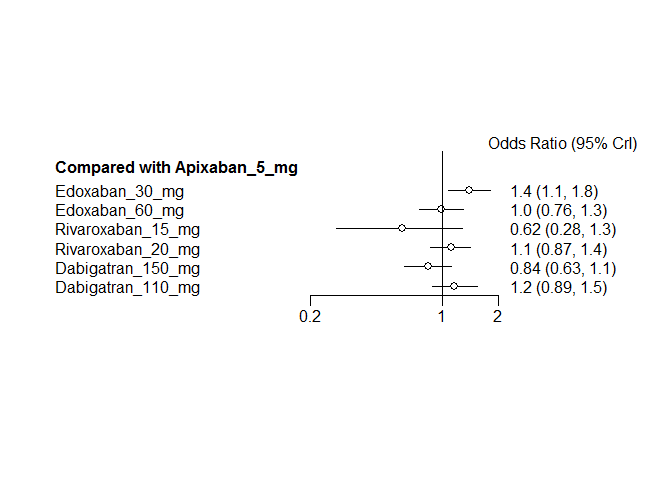 Odds Ratio (95% CrI)
Compared with Apixaban_5_mg
Edoxaban_30_mg 1.4 (1.1, 1.8)
Edoxaban_60_mg 1.0 (0.76, 1.3)
Rivaroxaban_15_mg 0.62 (0.28, 1.3)
Rivaroxaban_20_mg 1.1 (0.87, 1.4)
Dabigatran_150_mg 0.84 (0.63, 1.1)
Dabigatran_110_mg 1.2 (0.89, 1.5)
0.2 1 2